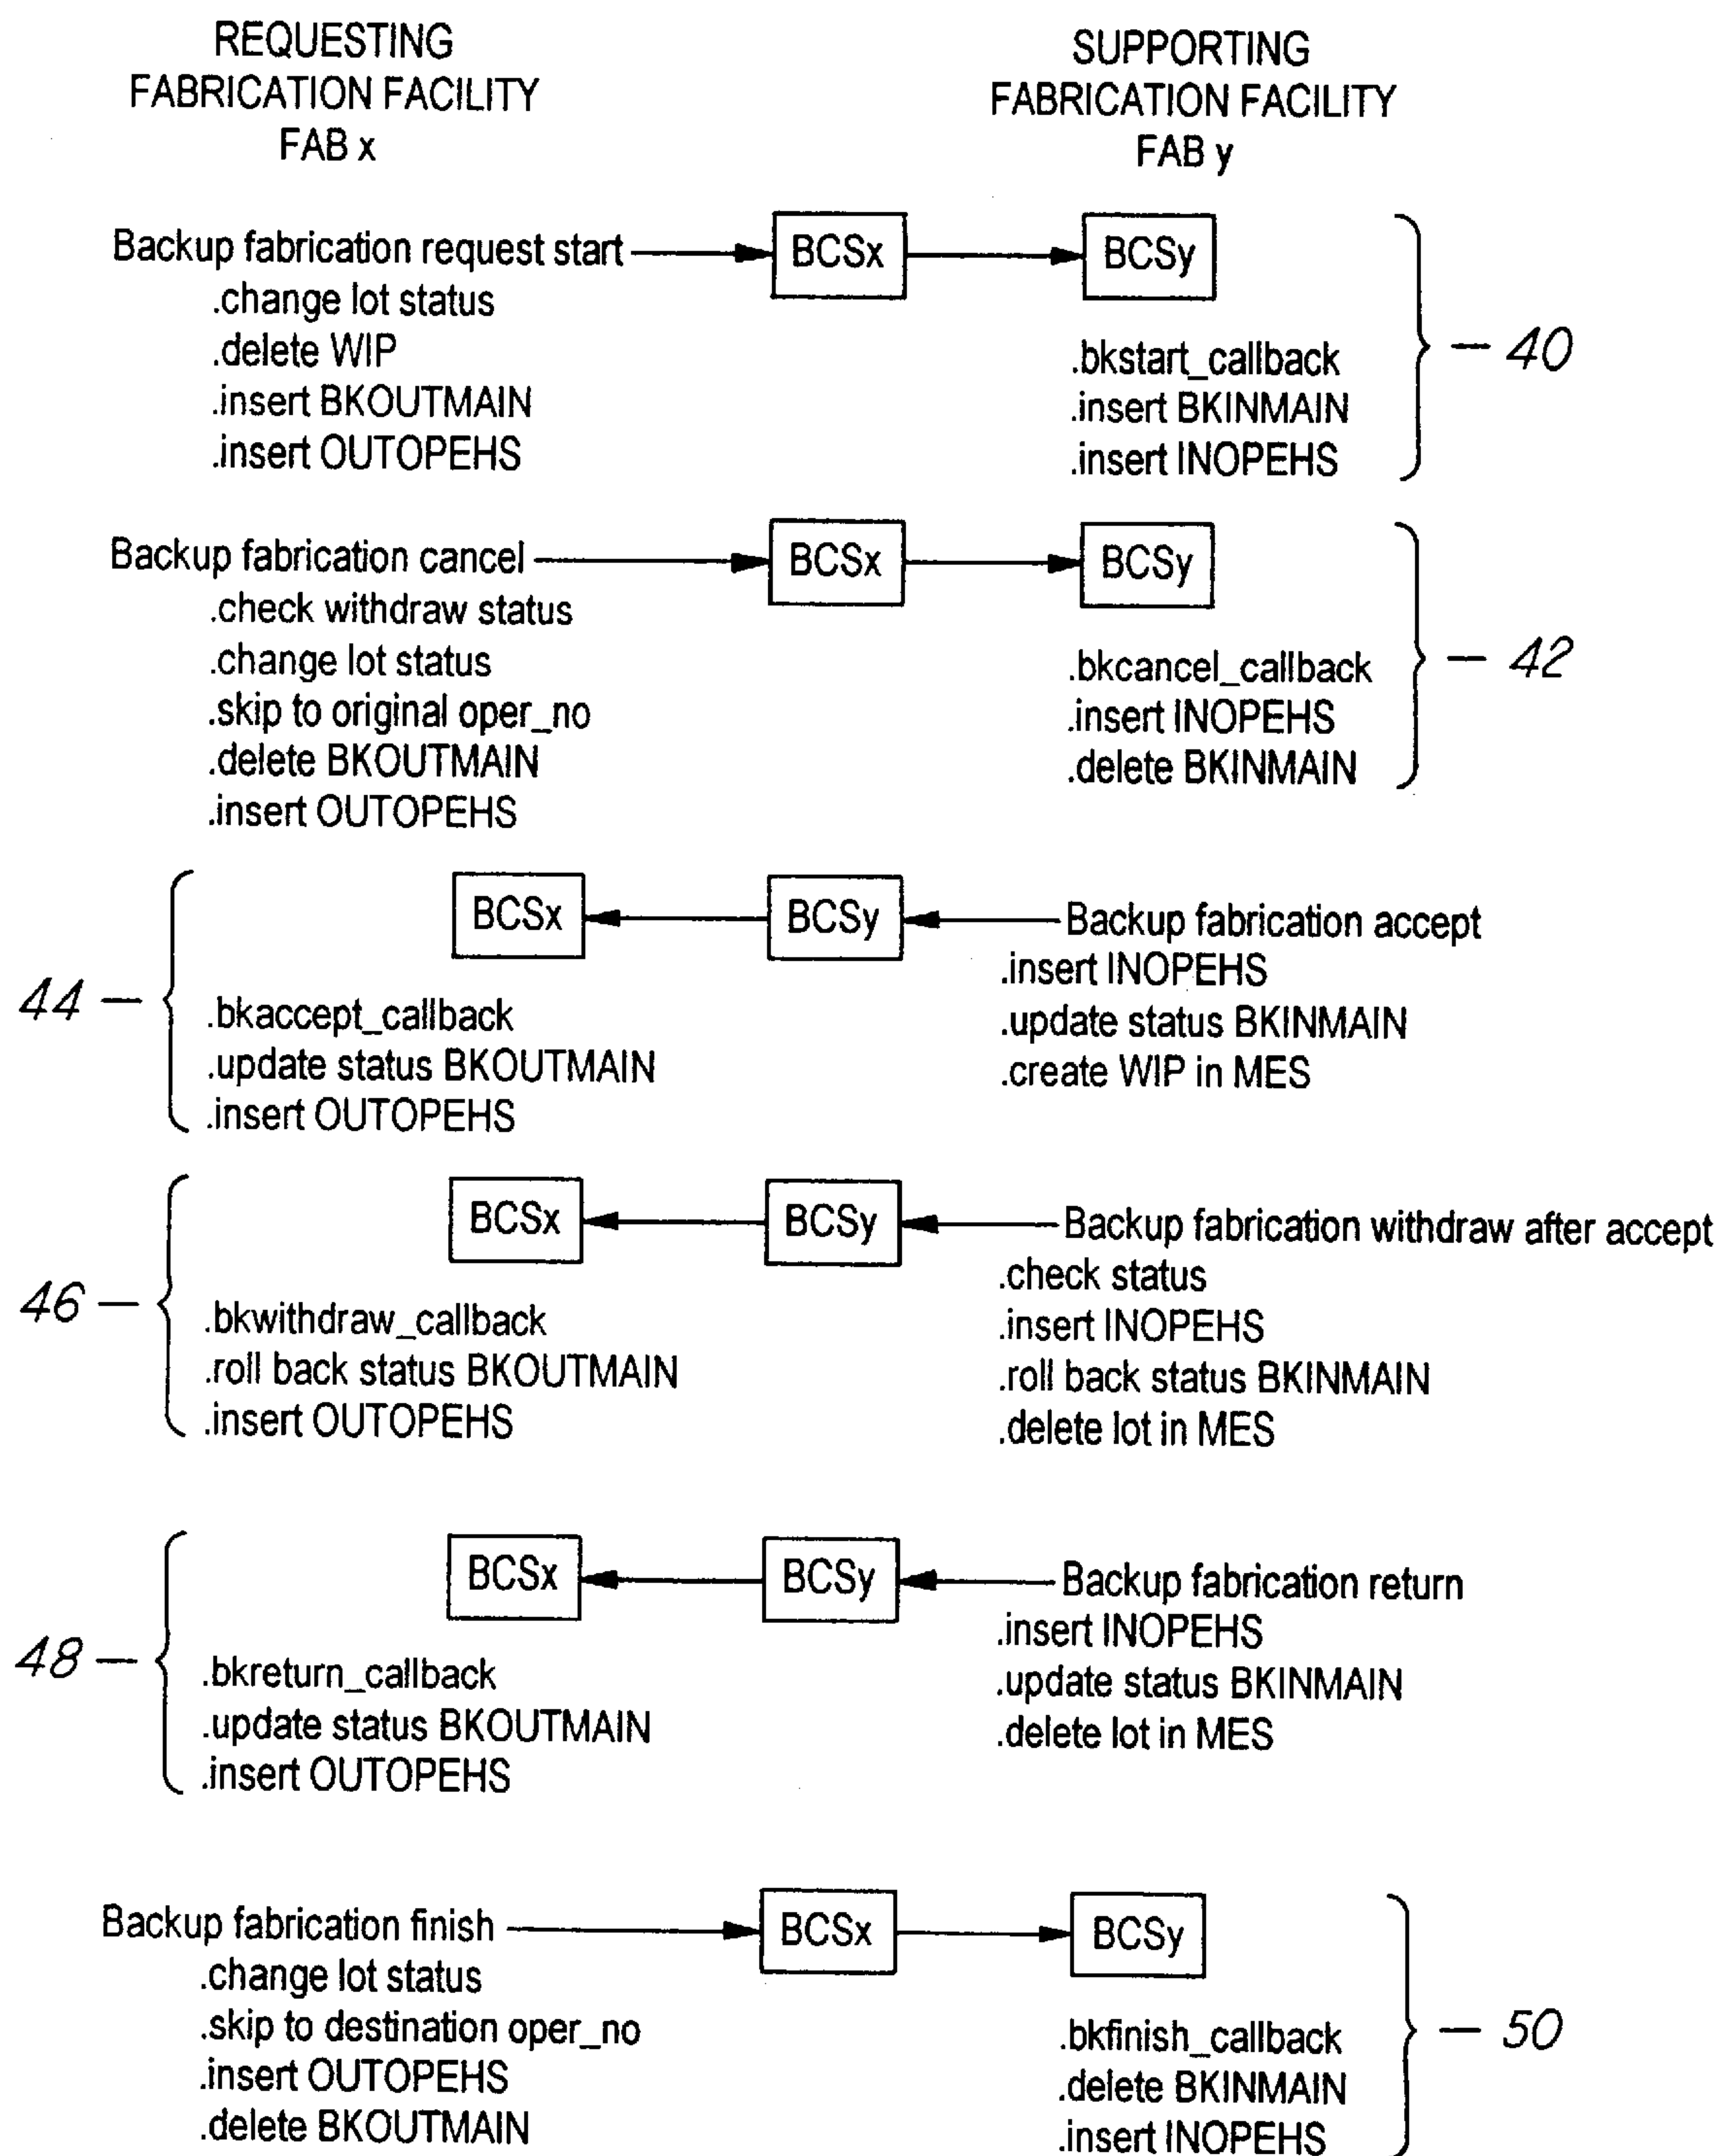 REQUESTING
FABRICATION FACILITY
FAB x
SUPPORTING
FABRICATION FACILITY
FAB y
Backup fabrication request start
.change lot status
.delete WIP
.insert BKOUTMAIN
.insert OUTOPEHS
BCSx
BCSy
.bkstart_callback
.insert BKINMAIN
.insert INOPEHS
40
Backup fabrication cancel
.check withdraw status
.change lot status
.skip to original oper_no
.delete BKOUTMAIN
.insert OUTOPEHS
BCSx
BCSy
.bkcancel_callback
.insert INOPEHS
.delete BKINMAIN
42
44
BCSx
BCSy
.bkaccept_callback
.update status BKOUTMAIN
.insert OUTOPEHS
Backup fabrication accept
.insert INOPEHS
.update status BKINMAIN
.create WIP in MES
46
BCSx
BCSy
.bkwithdraw_callback
.roll back status BKOUTMAIN
.insert OUTOPEHS
Backup fabrication withdraw after accept
.check status
.insert INOPEHS
.roll back status BKINMAIN
.delete lot in MES
48
BCSx
BCSy
.bkreturn_callback
.update status BKOUTMAIN
.insert OUTOPEHS
Backup fabrication return
.insert INOPEHS
.update status BKINMAIN
.delete lot in MES
Backup fabrication finish
.change lot status
.skip to destination oper_no
.insert OUTOPEHS
.delete BKOUTMAIN
BCSx
BCSy
.bkfinish_callback
.delete BKINMAIN
.insert INOPEHS
50